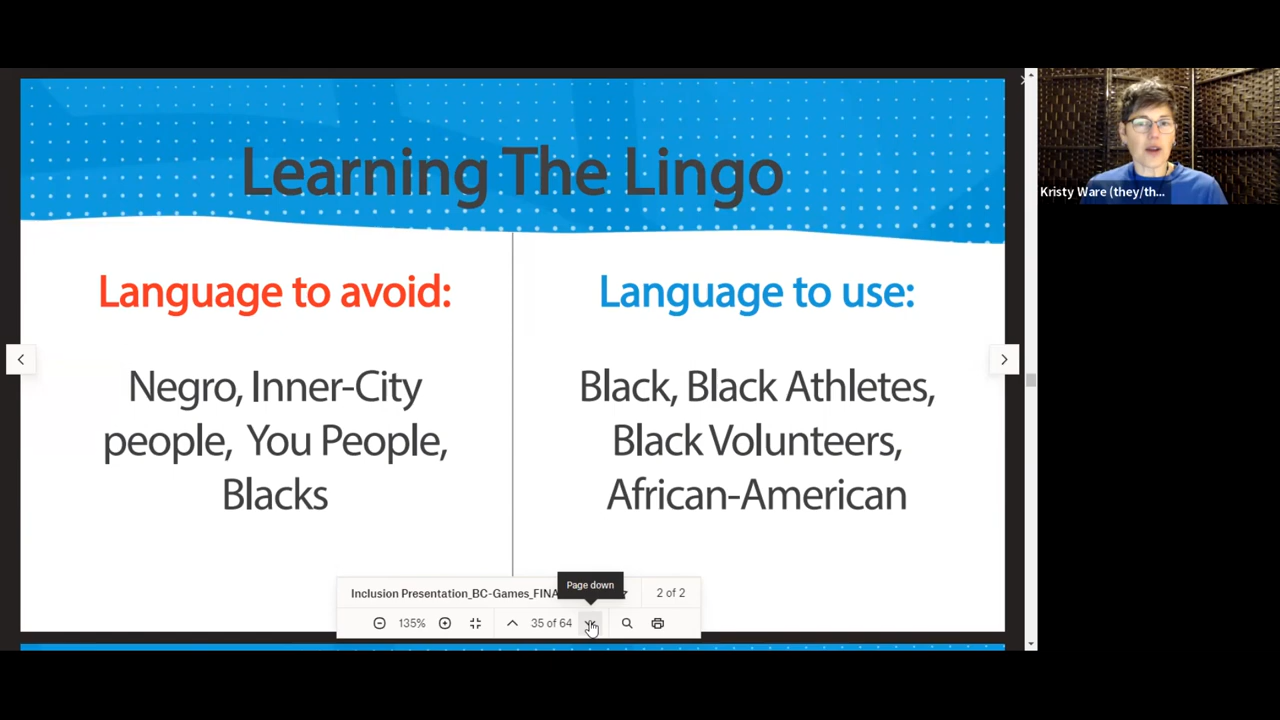 Learning The Lingo
Kristy Ware (they/th...
Language to avoid:
Negro, Inner-City
people, You People,
Blacks
Language to use:
Black, Black Athletes,
Black Volunteers,
African-American
Page down
Inclusion Presentation_BC-Games_FINA
2 of 2
135%
35 of 64